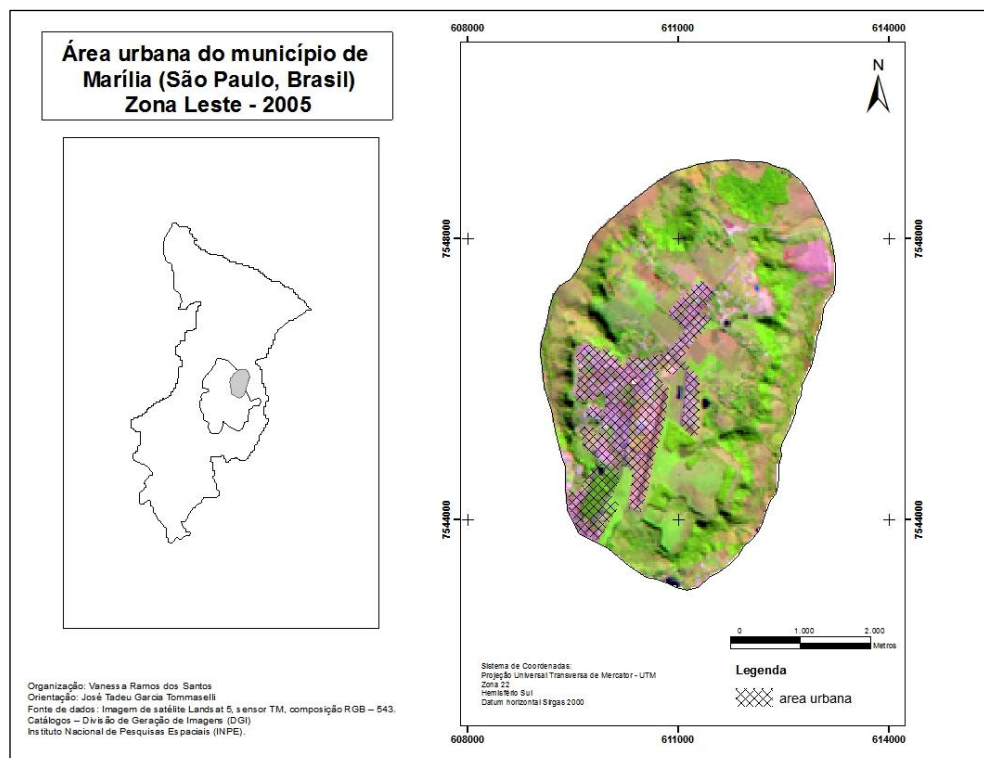 Área urbana do município de
Marília (São Paulo, Brasil)
Zona Leste - 2005
Organização: Vanessa Ramos dos Santos
Orientação: José Tadeu Garcia Tommaselli
Fonte de dados: Imagem de satélite Landsat 5, sensor TM, composição RGB – 543.
Catálogos – Divisão de Geração de Imagens (DGI)
Instituto Nacional de Pesquisas Espaciais (INPE).
608000
611000
614000
N
7548000
7548000
7544000
7544000
0
1.000
2.000
Metros
Sistema de Coordenadas:
Projeção Universal Transversa de Mercator - UTM
Zona 22
Hemisfério Sul
Datum horizontal Sirgas 2000
Legenda
area urbana
608000
611000
614000